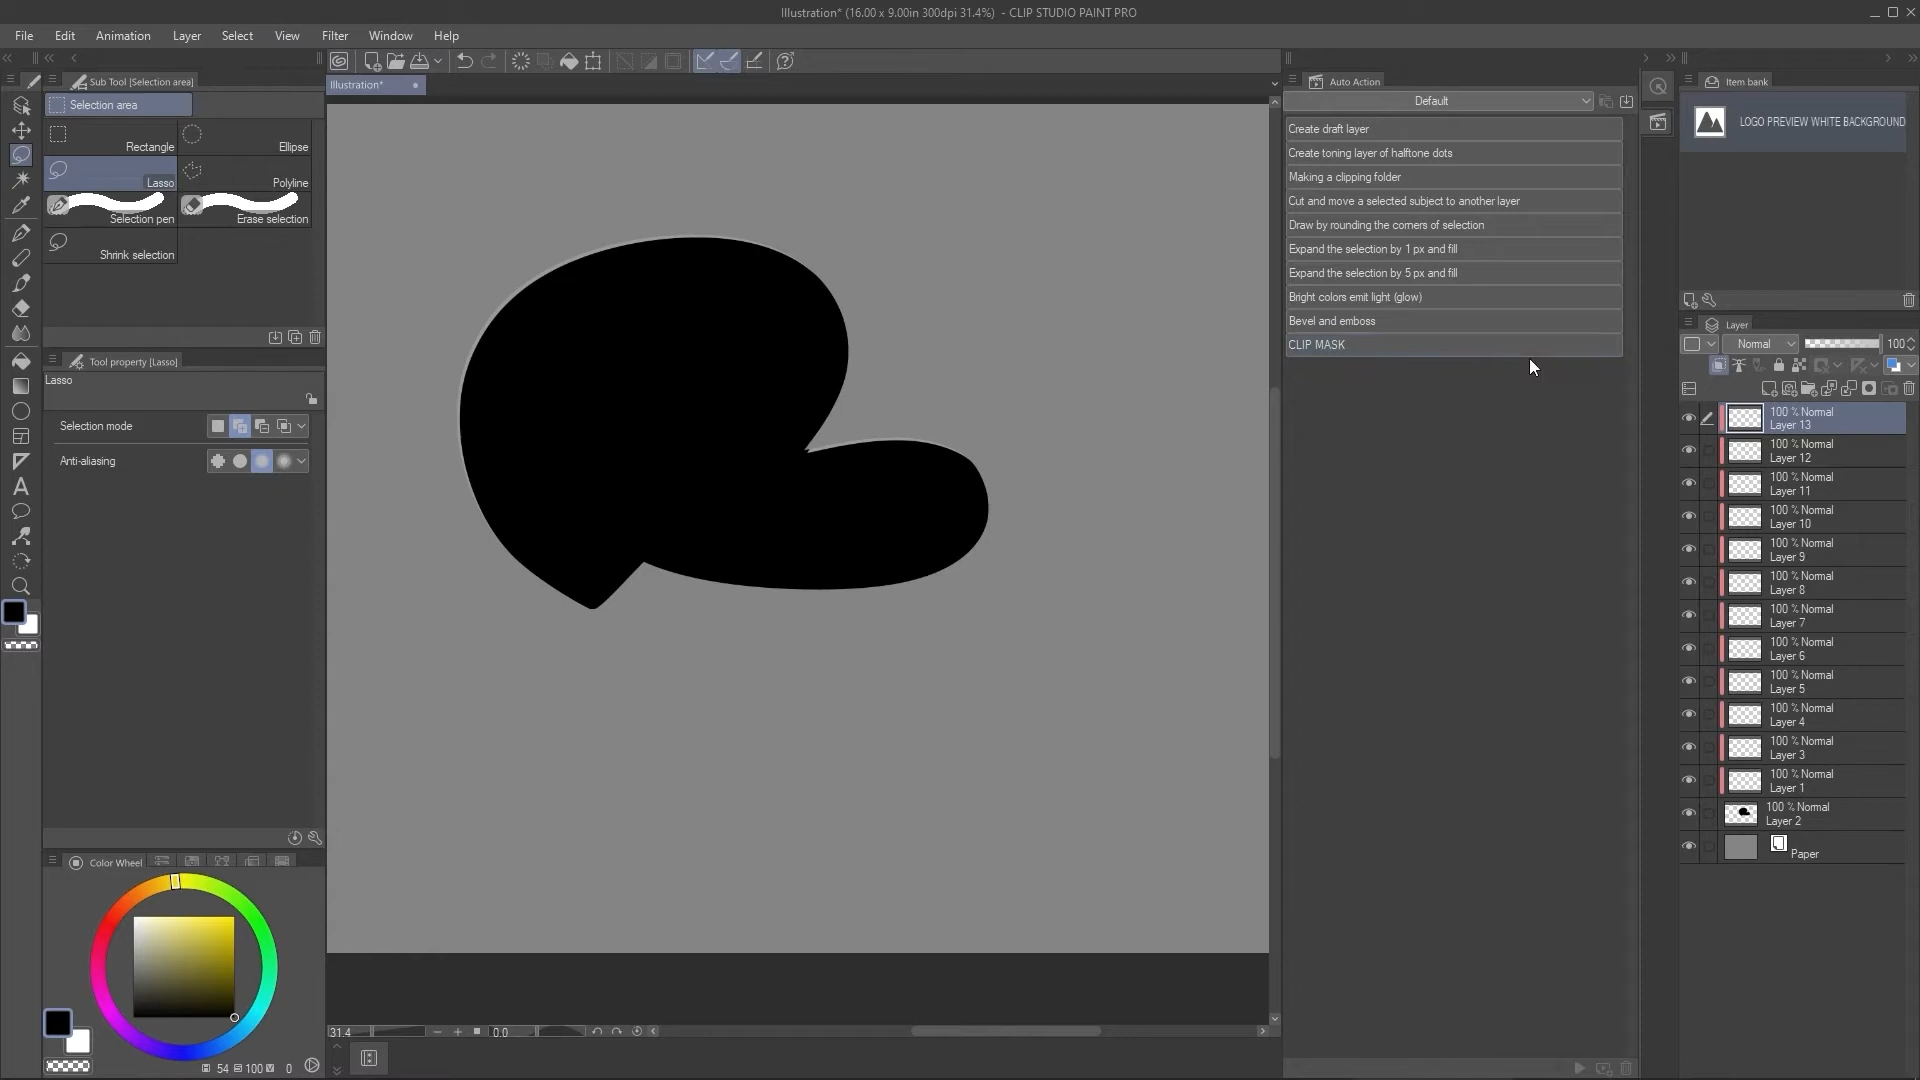 Illustration* (16.00 x 9.00in 300dpi 31.4%) - CLIP STUDIO PAINT PRO
File Edit Animation Layer Select View Filter Window Help
Sub Tool [Selection area]
Selection area
Rectangle Ellipse
Lasso Polyline
Selection pen Erase selection
Shrink selection
Tool property [Lasso]
Lasso
Selection mode
Anti-aliasing
Color Wheel
54 100 0
Illustration*
31.4 0.0
Auto Action
Default
Create draft layer
Create toning layer of halftone dots
Making a clipping folder
Cut and move a selected subject to another layer
Draw by rounding the corners of selection
Expand the selection by 1 px and fill
Expand the selection by 5 px and fill
Bright colors emit light (glow)
Bevel and emboss
CLIP MASK
Item bank
LOGO PREVIEW WHITE BACKGROUND
Layer
Normal 100
100 % Normal
Layer 13
100 % Normal
Layer 12
100 % Normal
Layer 11
100 % Normal
Layer 10
100 % Normal
Layer 9
100 % Normal
Layer 8
100 % Normal
Layer 7
100 % Normal
Layer 6
100 % Normal
Layer 5
100 % Normal
Layer 4
100 % Normal
Layer 3
100 % Normal
Layer 1
100 % Normal
Layer 2
Paper